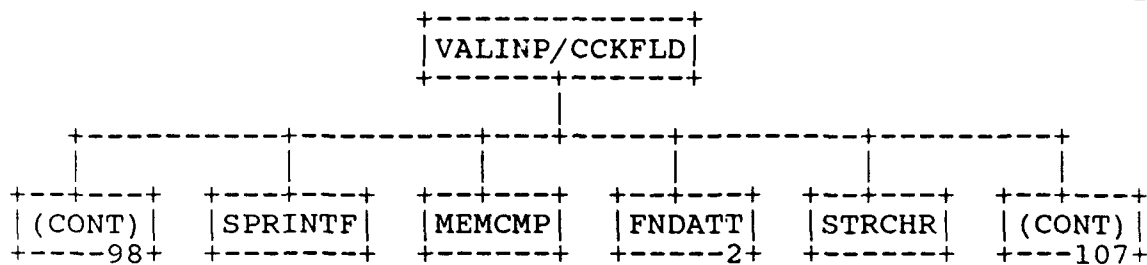 VALINP/CCKFLD
(CONT) SPRINTF MEMCMP FNDATT STRCHR (CONT)
98 2 107